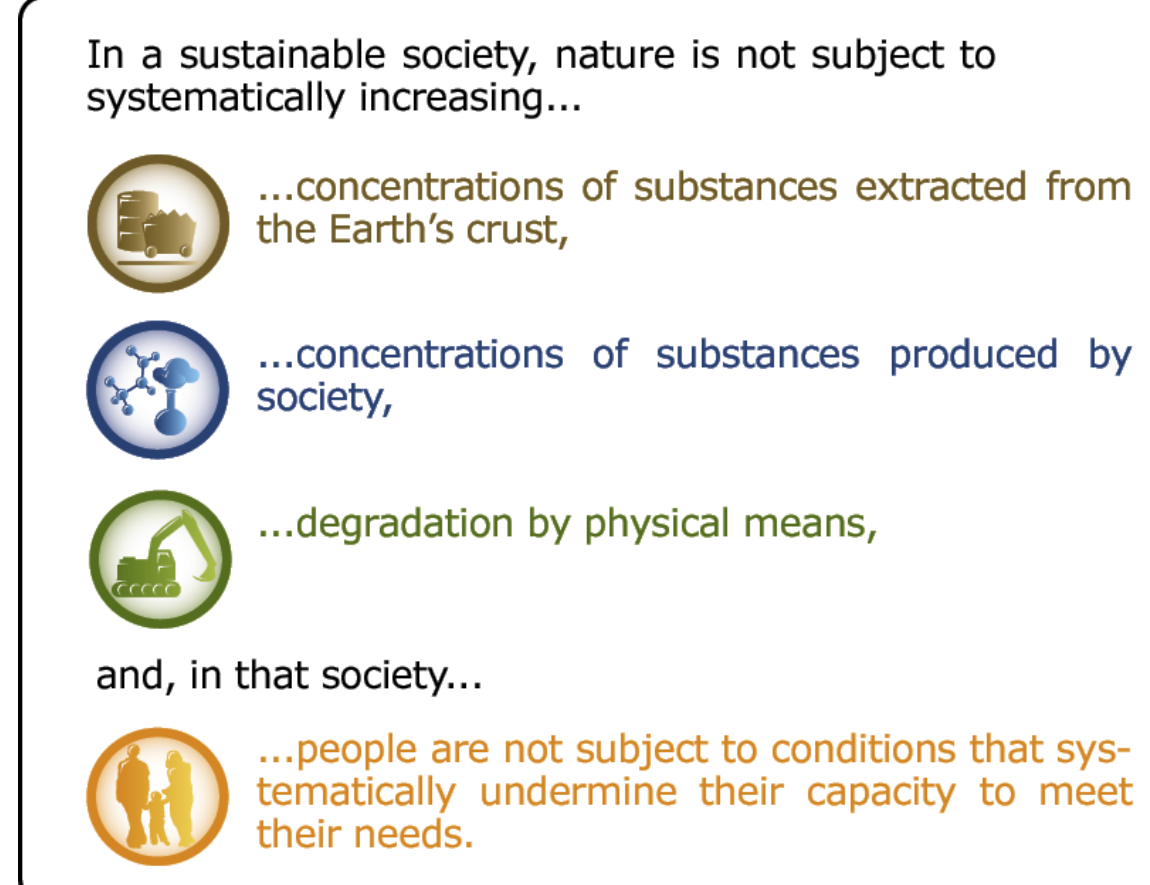 In a sustainable society, nature is not subject to
systematically increasing...
...concentrations of substances extracted from
the Earth’s crust,
...concentrations of substances produced by
society,
...degradation by physical means,
and, in that society...
...people are not subject to conditions that sys-
tematically undermine their capacity to meet
their needs.